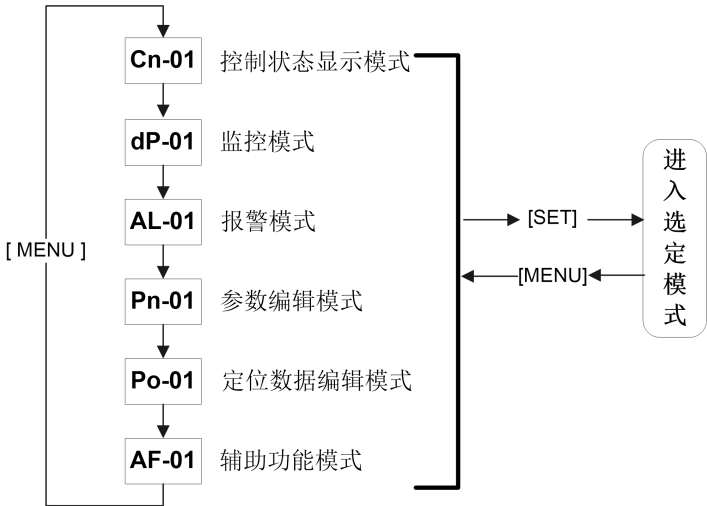 Cn-01 控制状态显示模式
dP-01 监控模式
AL-01 报警模式
[ MENU ]
Pn-01 参数编辑模式
Po-01 定位数据编辑模式
AF-01 辅助功能模式
[SET]
[MENU]
进入选定模式